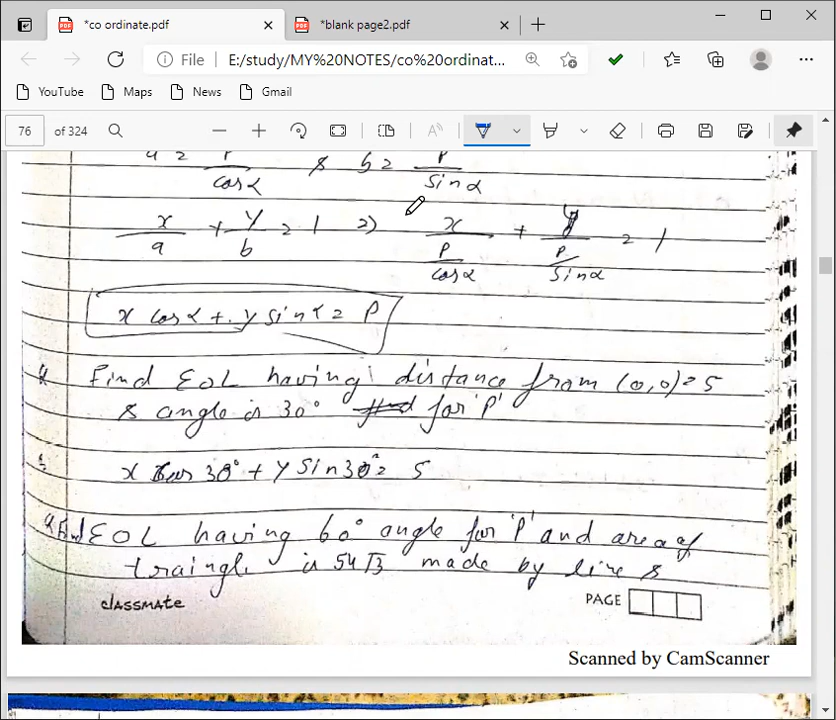 *co ordinate.pdf
*blank page2.pdf
File E:/study/MY%20NOTES/co%20ordinat...
YouTube Maps News Gmail
76 of 324
a = P/cosα & b = P/sinα
x/a + y/b = 1 => x/(P/cosα) + y/(P/sinα) = 1
x cosα + y sinα = P
Q Find EOL having distance from (0,0)=5
& angle is 30° for 'P'
S x cos 30° + y sin 30° = 5
Q Find EOL having 60° angle for 'P' and area of
traingle is 54√3 made by line &
classmate
PAGE
Scanned by CamScanner